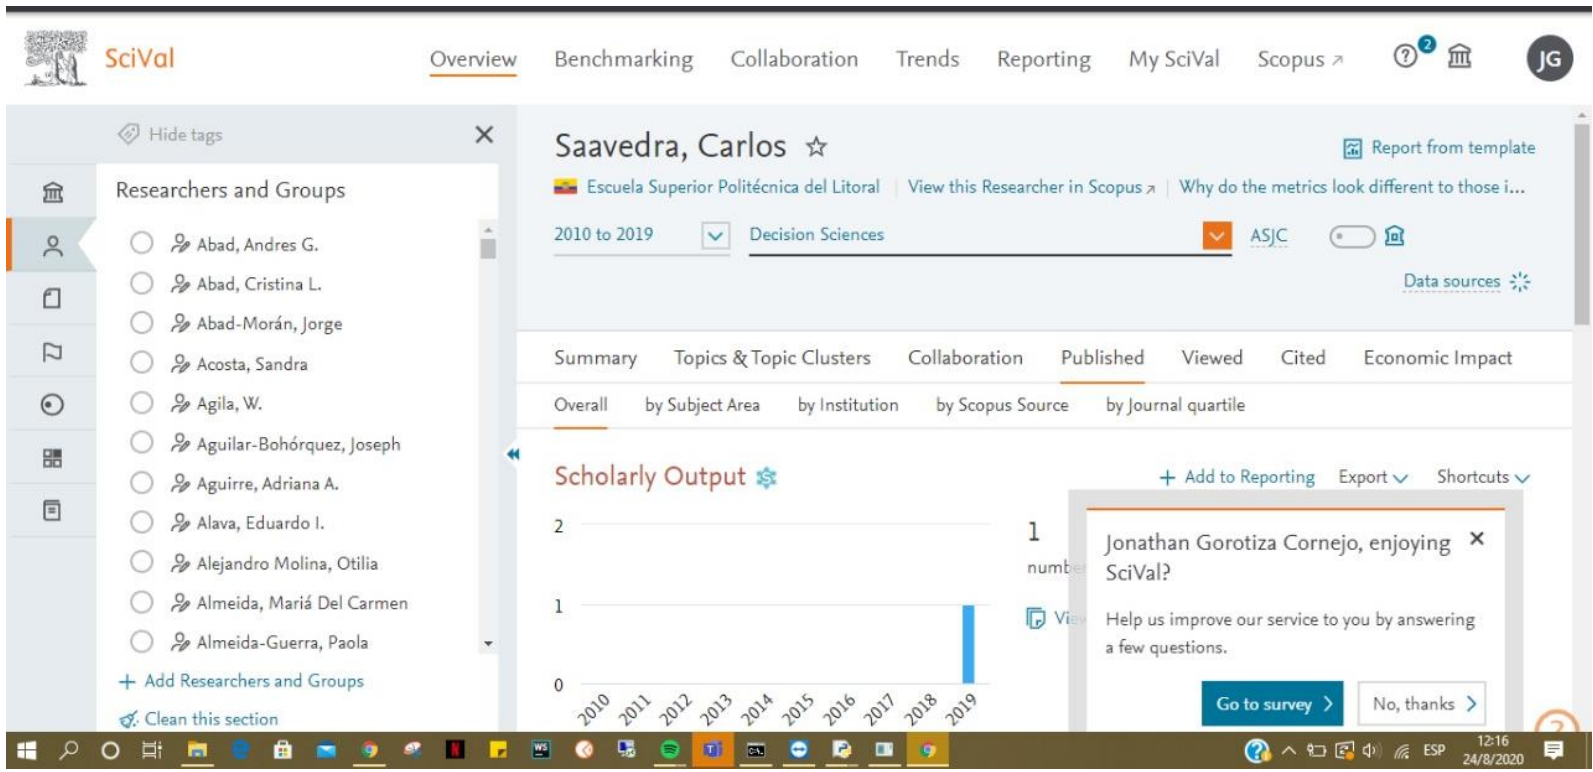 SciVal
Overview Benchmarking Collaboration Trends Reporting My SciVal Scopus ↗ 2 JG
Hide tags
Researchers and Groups
Abad, Andres G.
Abad, Cristina L.
Abad-Morán, Jorge
Acosta, Sandra
Agila, W.
Aguilar-Bohórquez, Joseph
Aguirre, Adriana A.
Alava, Eduardo I.
Alejandro Molina, Otilia
Almeida, Mariá Del Carmen
Almeida-Guerra, Paola
+ Add Researchers and Groups
Clean this section
Saavedra, Carlos
Report from template
Escuela Superior Politécnica del Litoral View this Researcher in Scopus ↗ Why do the metrics look different to those i...
2010 to 2019 Decision Sciences ASJC
Data sources
Summary Topics & Topic Clusters Collaboration Published Viewed Cited Economic Impact
Overall by Subject Area by Institution by Scopus Source by Journal quartile
Scholarly Output
+ Add to Reporting Export Shortcuts
2
1
0
2010 2011 2012 2013 2014 2015 2016 2017 2018 2019
1
Jonathan Gorotiza Cornejo, enjoying
SciVal?
Help us improve our service to you by answering
a few questions.
Go to survey No, thanks
ESP
12:16
24/8/2020